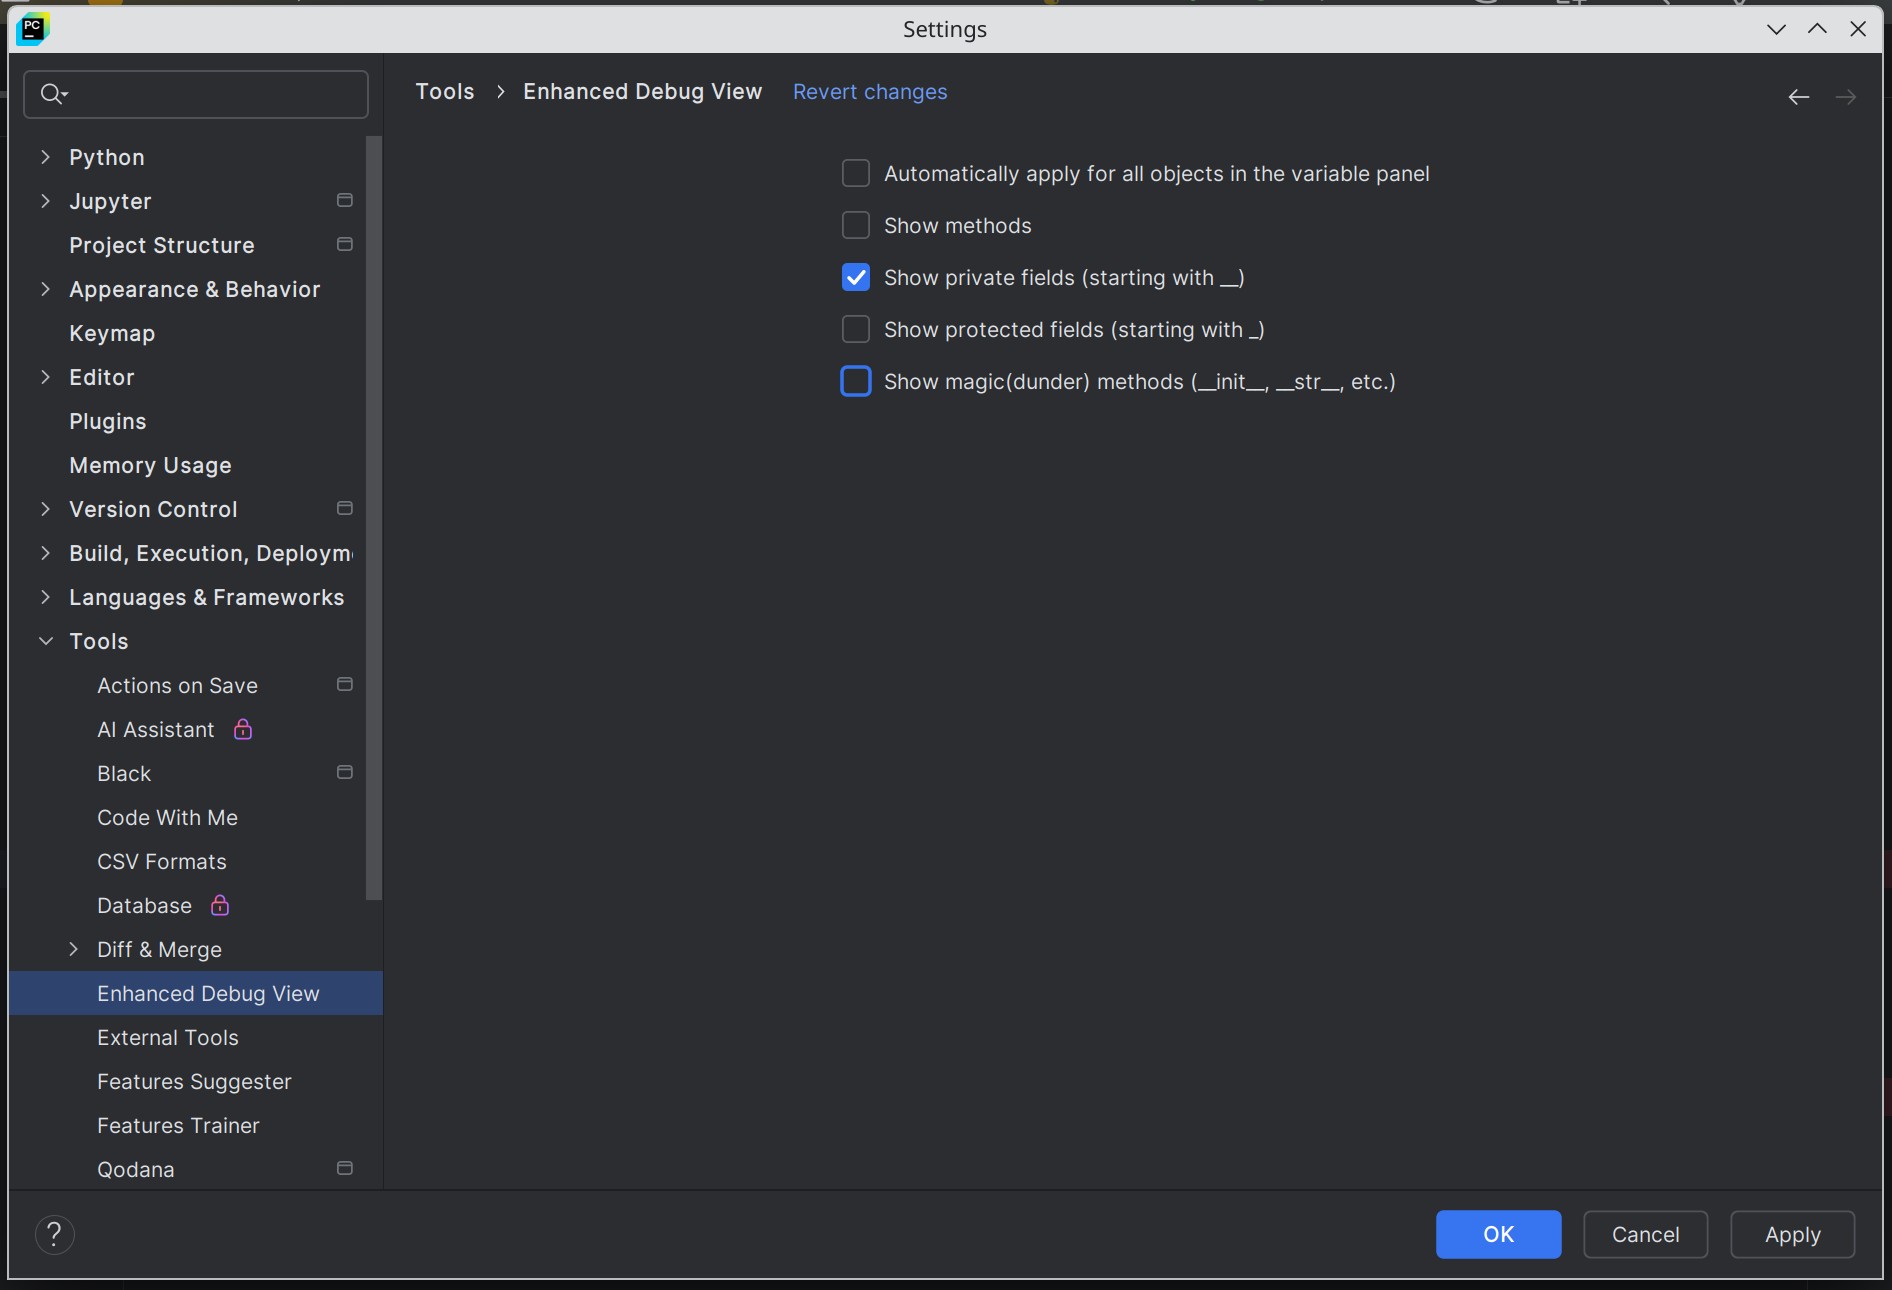 PC
Settings
Tools
Enhanced Debug View
Revert changes
Python
Jupyter
Project Structure
Appearance & Behavior
Keymap
Editor
Plugins
Memory Usage
Version Control
Build, Execution, Deployme
Languages & Frameworks
Tools
Actions on Save
AI Assistant
Black
Code With Me
CSV Formats
Database
Diff & Merge
Enhanced Debug View
External Tools
Features Suggester
Features Trainer
Qodana
Automatically apply for all objects in the variable panel
Show methods
Show private fields (starting with __)
Show protected fields (starting with _)
Show magic(dunder) methods (__init__, __str__, etc.)
?
OK
Cancel
Apply